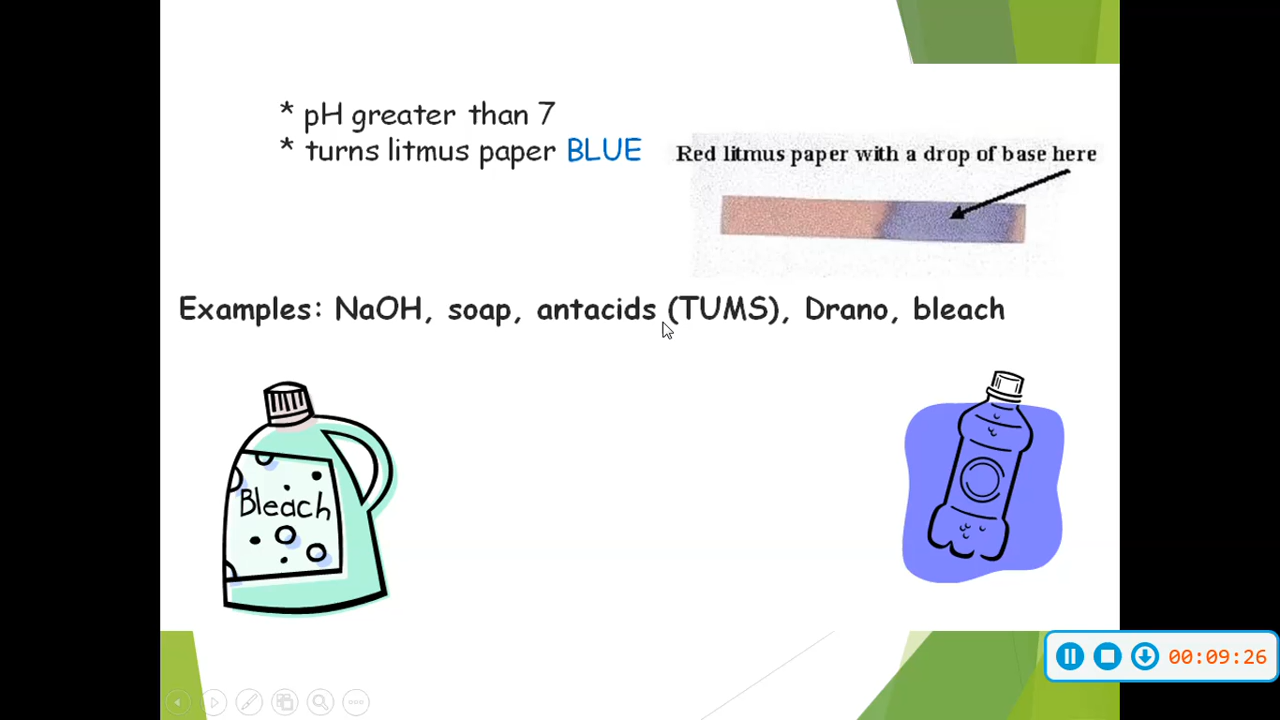 * pH greater than 7
* turns litmus paper BLUE
Red litmus paper with a drop of base here
Examples: NaOH, soap, antacids (TUMS), Drano, bleach
Bleach
00:09:26